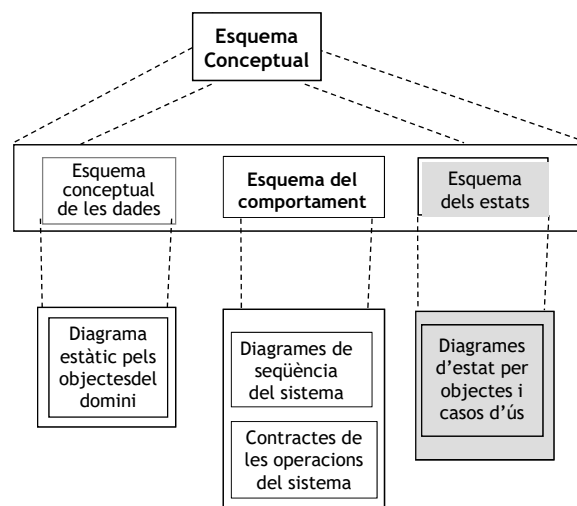 Esquema
Conceptual
Esquema
conceptual
de les dades
Esquema del
comportament
Esquema
dels estats
Diagrama
estàtic pels
objectesdel
domini
Diagrames de
seqüència
del sistema
Contractes de
les operacions
del sistema
Diagrames
d'estat per
objectes i
casos d'ús